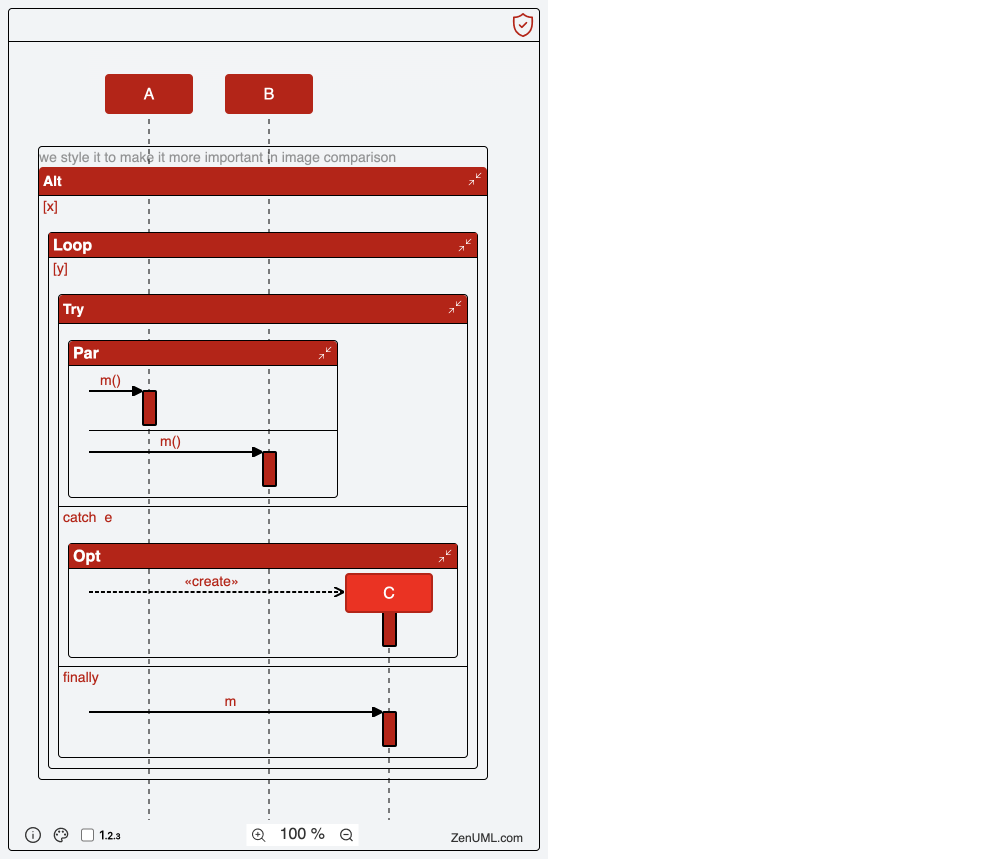 A
B
we style it to make it more important in image comparison
Alt
[x]
Loop
[y]
Try
Par
m()
m()
catch e
Opt
«create»
C
finally
m
1.2.3
100 %
ZenUML.com